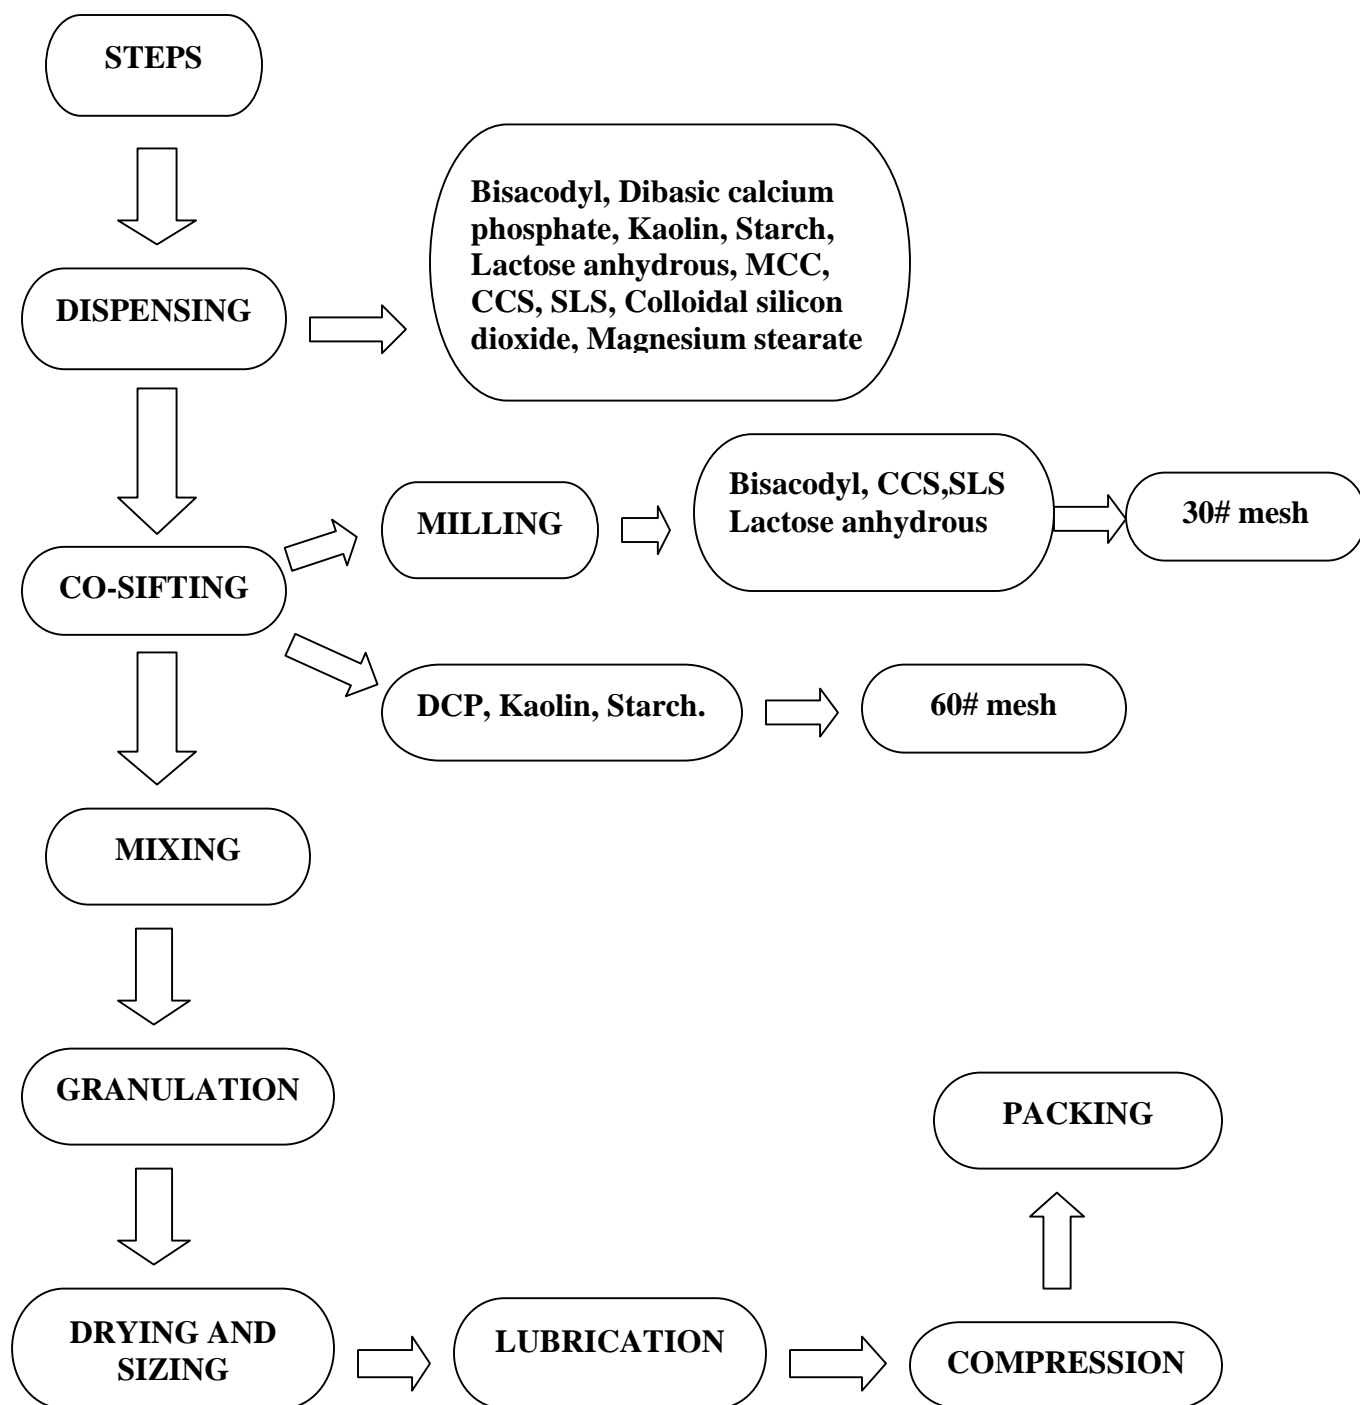 STEPS
Bisacodyl, Dibasic calcium
phosphate, Kaolin, Starch,
Lactose anhydrous, MCC,
CCS, SLS, Colloidal silicon
dioxide, Magnesium stearate
DISPENSING
Bisacodyl, CCS,SLS
Lactose anhydrous
MILLING
30# mesh
CO-SIFTING
DCP, Kaolin, Starch.
60# mesh
MIXING
GRANULATION
PACKING
DRYING AND
SIZING
LUBRICATION
COMPRESSION